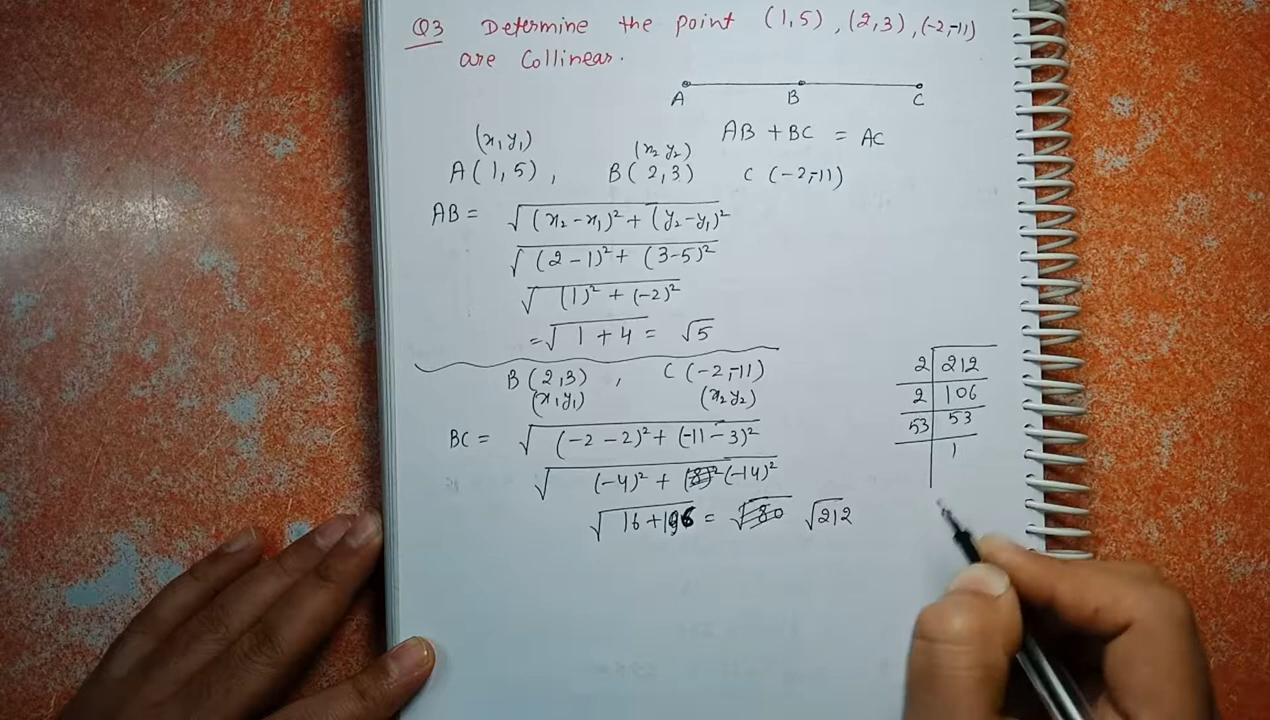 Q3 Determine the point (1,5), (2,3), (-2,-11)
are Collinear.
A B C
AB + BC = AC
(x₁ y₁) (x₂ y₂)
A(1,5), B(2,3) C(-2,-11)
AB = √(x₂-x₁)² + (y₂-y₁)²
√(2-1)² + (3-5)²
√(1)² + (-2)²
= √1+4 = √5
B(2,3), C(-2,-11)
(x₁ y₁) (x₂ y₂)
BC = √(-2-2)² + (-11-3)²
√(-4)² + (8)² (-14)²
√16+196 = √80 √212
2 212
2 106
53 53
1